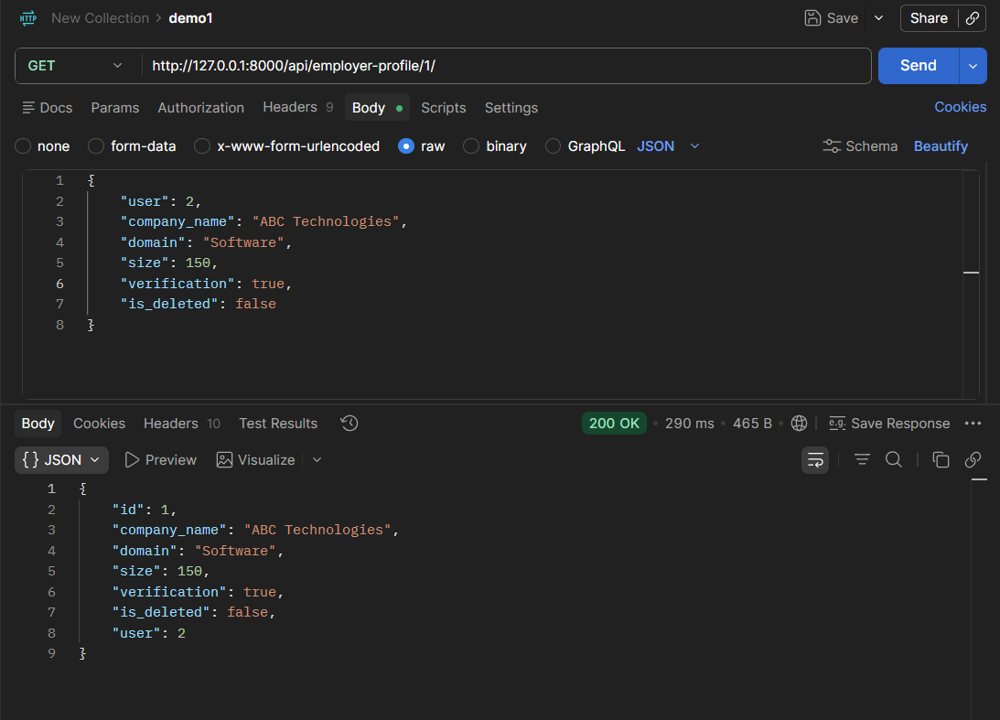 HTTP New Collection > demo1 Save Share
GET http://127.0.0.1:8000/api/employer-profile/1/ Send
Docs Params Authorization Headers 9 Body Scripts Settings Cookies
none form-data x-www-form-urlencoded raw binary GraphQL JSON Schema Beautify
1 {
2 "user": 2,
3 "company_name": "ABC Technologies",
4 "domain": "Software",
5 "size": 150,
6 "verification": true,
7 "is_deleted": false
8 }
Body Cookies Headers 10 Test Results 200 OK • 290 ms • 465 B • e.g. Save Response
{} JSON Preview Visualize
1 {
2 "id": 1,
3 "company_name": "ABC Technologies",
4 "domain": "Software",
5 "size": 150,
6 "verification": true,
7 "is_deleted": false,
8 "user": 2
9 }